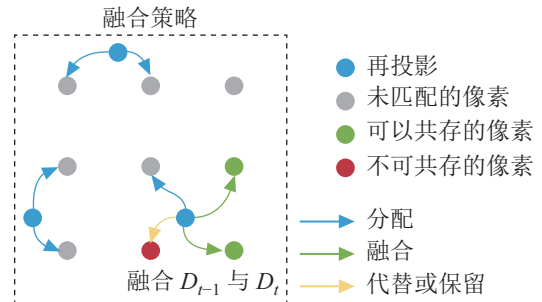 融合策略
再投影
未匹配的像素
可以共存的像素
不可共存的像素
分配
融合
代替或保留
融合 Dt−1 与 Dt